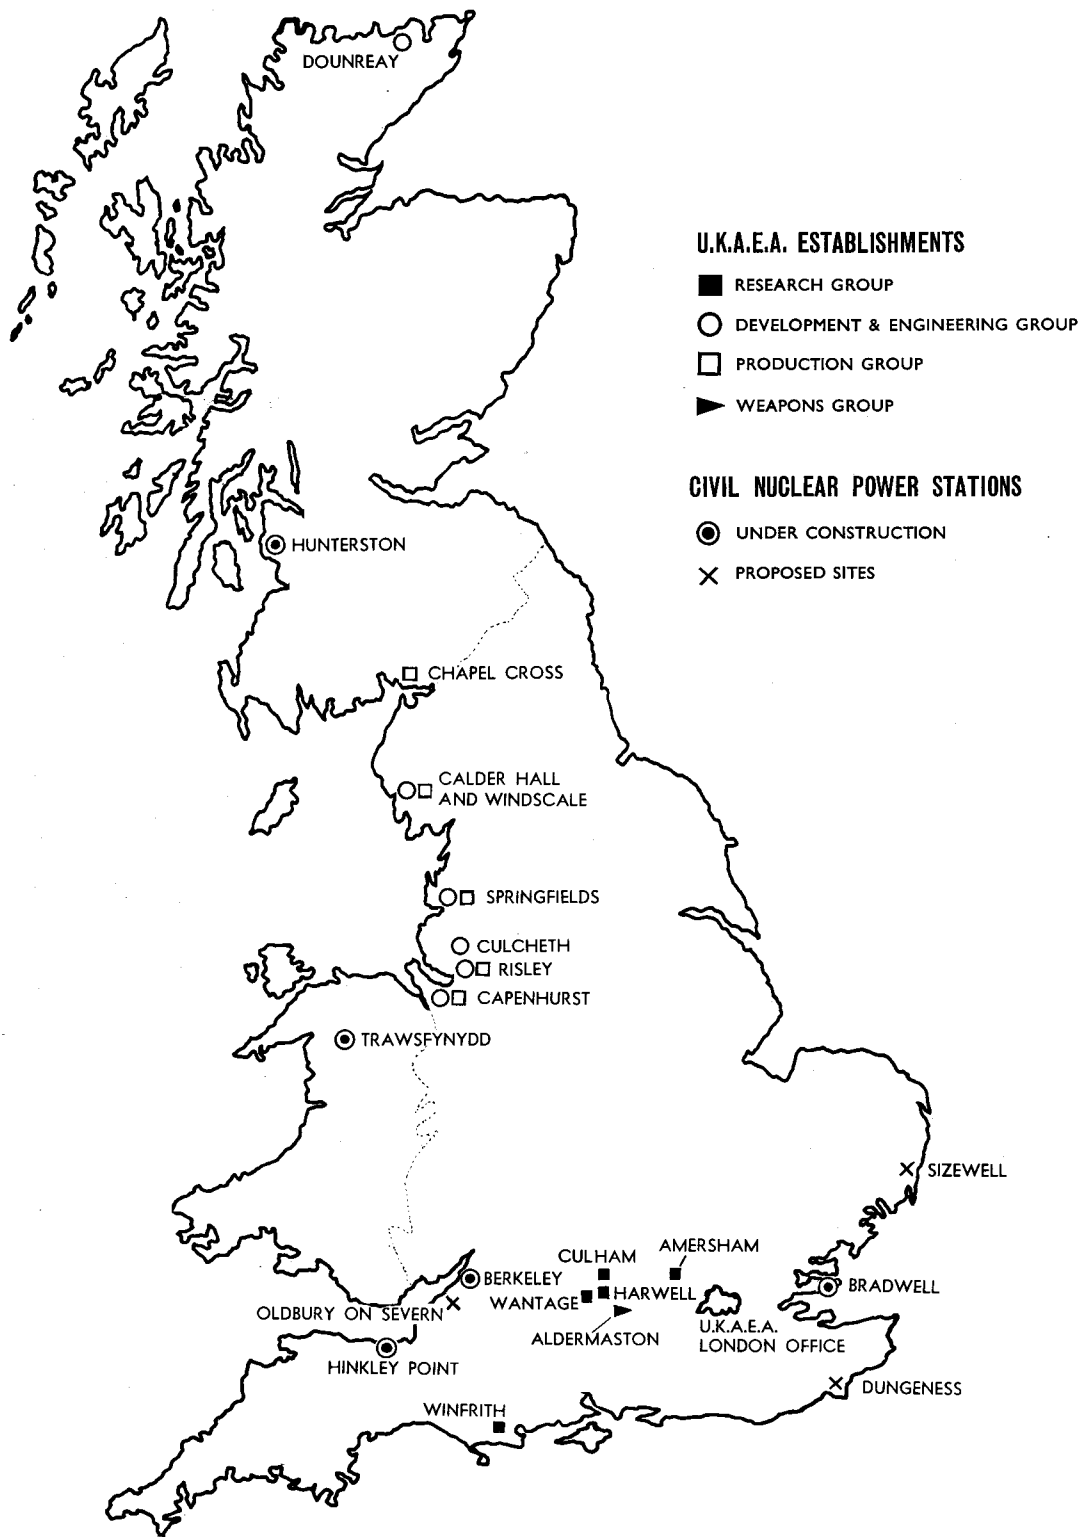 DOUNREAY
U.K.A.E.A. ESTABLISHMENTS
RESEARCH GROUP
DEVELOPMENT & ENGINEERING GROUP
PRODUCTION GROUP
WEAPONS GROUP
CIVIL NUCLEAR POWER STATIONS
UNDER CONSTRUCTION
PROPOSED SITES
HUNTERSTON
CHAPEL CROSS
CALDER HALL
AND WINDSCALE
SPRINGFIELDS
CULCHETH
RISLEY
CAPENHURST
TRAWSFYNYDD
SIZEWELL
CULHAM
AMERSHAM
BERKELEY
WANTAGE
HARWELL
BRADWELL
OLDBURY ON SEVERN
ALDERMASTON
U.K.A.E.A.
LONDON OFFICE
HINKLEY POINT
DUNGENESS
WINFRITH